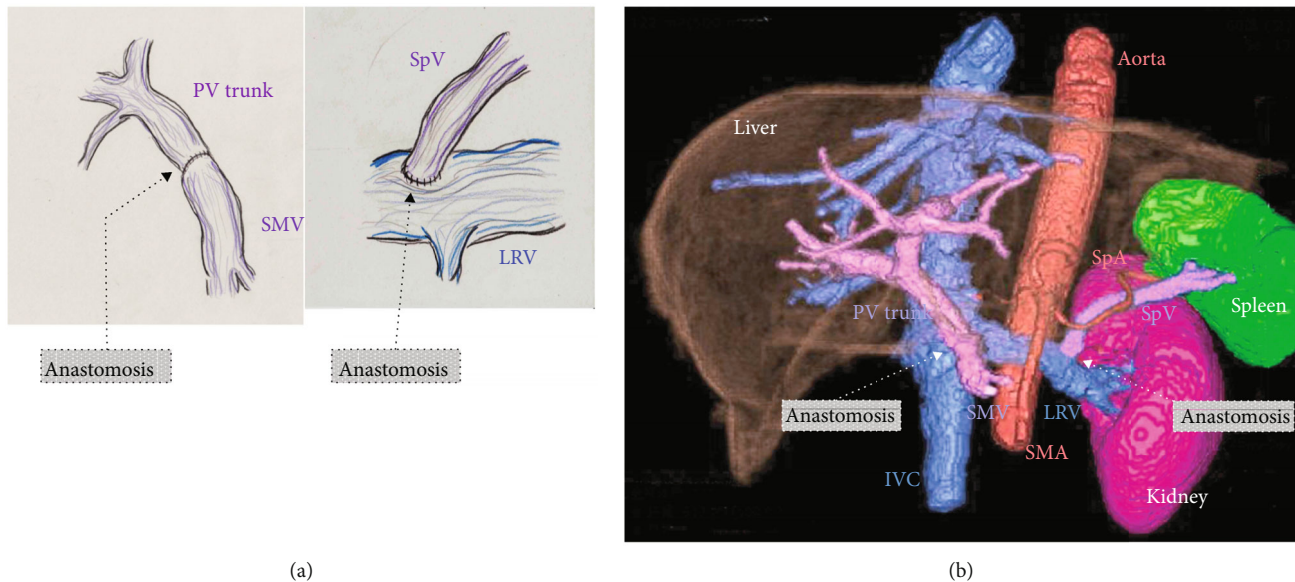 PV trunk
SMV
Anastomosis
SpV
LRV
Anastomosis
(a)
Aorta
Liver
SpA
PV trunk
SpV
Spleen
Anastomosis
SMV
LRV
Anastomosis
SMA
IVC
Kidney
(b)